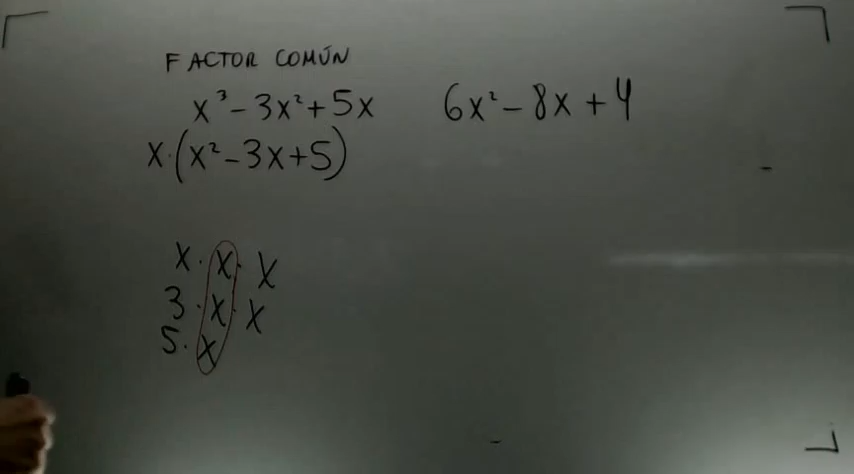 FACTOR COMÚN
x³ - 3x² + 5x
6x² - 8x + 4
x·(x² - 3x + 5)
x · x · x
3 · x · x
5 · x